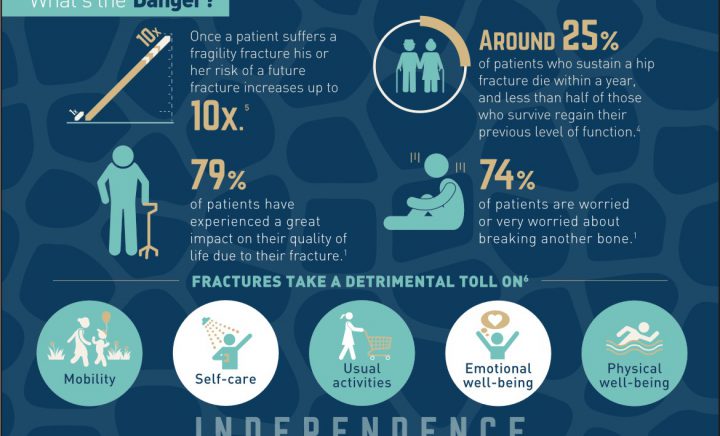 What's the Danger?
10x
Once a patient suffers a
fragility fracture his or
her risk of a future
fracture increases up to
10x.5
AROUND 25%
of patients who sustain a hip
fracture die within a year,
and less than half of those
who survive regain their
previous level of function.4
79%
of patients have
experienced a great
impact on their quality of
life due to their fracture.1
74%
of patients are worried
or very worried about
breaking another bone.1
FRACTURES TAKE A DETRIMENTAL TOLL ON6
Mobility
Self-care
Usual
activities
Emotional
well-being
Physical
well-being
INDEPENDENCE